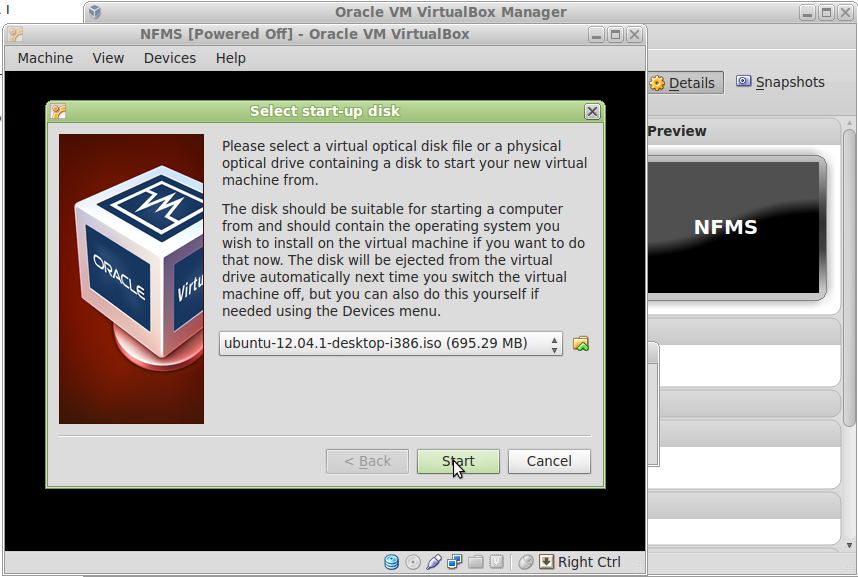 Oracle VM VirtualBox Manager
NFMS [Powered Off] - Oracle VM VirtualBox
Machine View Devices Help
Details
Snapshots
Select start-up disk
Preview
Please select a virtual optical disk file or a physical
optical drive containing a disk to start your new virtual
machine from.
The disk should be suitable for starting a computer
from and should contain the operating system you
wish to install on the virtual machine if you want to do
that now. The disk will be ejected from the virtual
drive automatically next time you switch the virtual
machine off, but you can also do this yourself if
needed using the Devices menu.
NFMS
ORACLE
Virtu
ubuntu-12.04.1-desktop-i386.iso (695.29 MB)
< Back
Start
Cancel
Right Ctrl